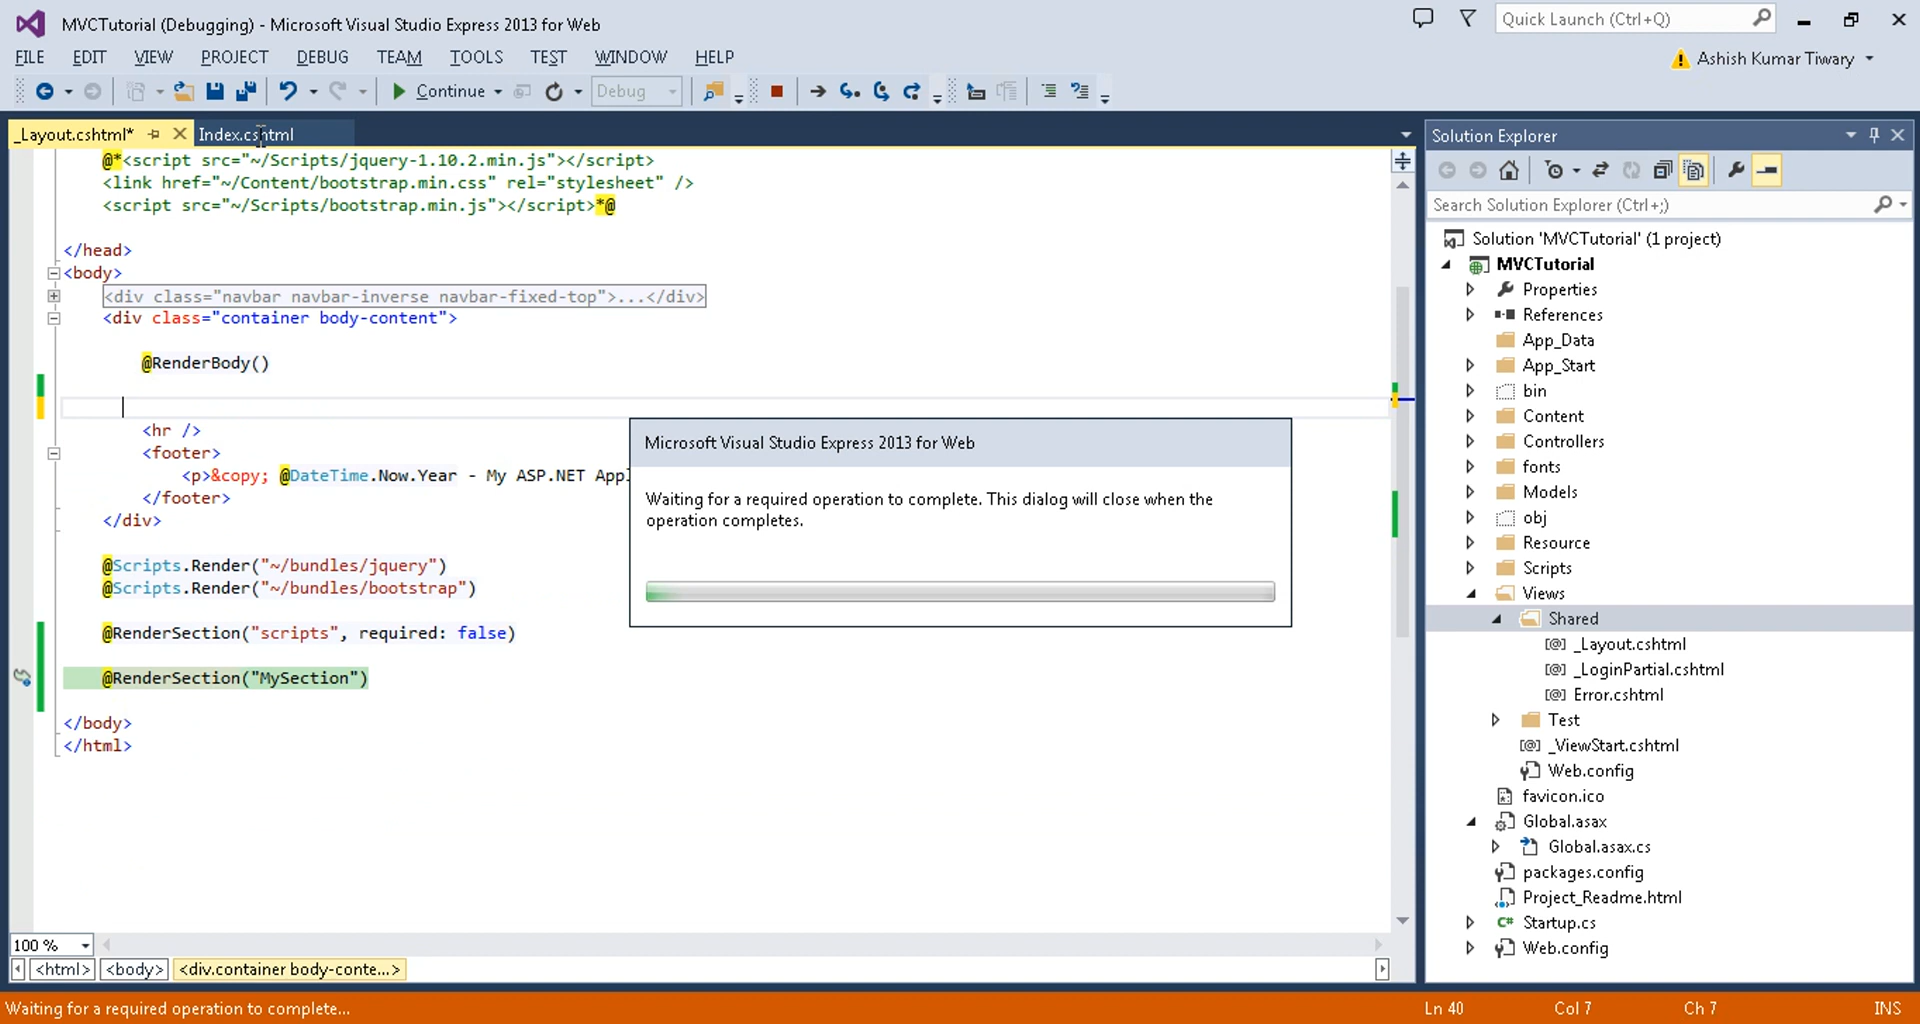 MVCTutorial (Debugging) - Microsoft Visual Studio Express 2013 for Web
Quick Launch (Ctrl+Q)
FILE EDIT VIEW PROJECT DEBUG TEAM TOOLS TEST WINDOW HELP
Ashish Kumar Tiwary
Continue
Debug
_Layout.cshtml*
Index.cshtml
@*<script src="~/Scripts/jquery-1.10.2.min.js"></script>
<link href="~/Content/bootstrap.min.css" rel="stylesheet" />
<script src="~/Scripts/bootstrap.min.js"></script>*@
</head>
<body>
<div class="navbar navbar-inverse navbar-fixed-top">...</div>
<div class="container body-content">
@RenderBody()
<hr />
<footer>
<p>&copy; @DateTime.Now.Year - My ASP.NET Appl
</footer>
</div>
@Scripts.Render("~/bundles/jquery")
@Scripts.Render("~/bundles/bootstrap")
@RenderSection("scripts", required: false)
@RenderSection("MySection")
</body>
</html>
Microsoft Visual Studio Express 2013 for Web
Waiting for a required operation to complete. This dialog will close when the
operation completes.
100 %
<html> <body> <div.container body-conte...>
Solution Explorer
Search Solution Explorer (Ctrl+;)
Solution 'MVCTutorial' (1 project)
MVCTutorial
Properties
References
App_Data
App_Start
bin
Content
Controllers
fonts
Models
obj
Resource
Scripts
Views
Shared
_Layout.cshtml
_LoginPartial.cshtml
Error.cshtml
Test
_ViewStart.cshtml
Web.config
favicon.ico
Global.asax
Global.asax.cs
packages.config
Project_Readme.html
C# Startup.cs
Web.config
Waiting for a required operation to complete...
Ln 40 Col 7 Ch 7 INS